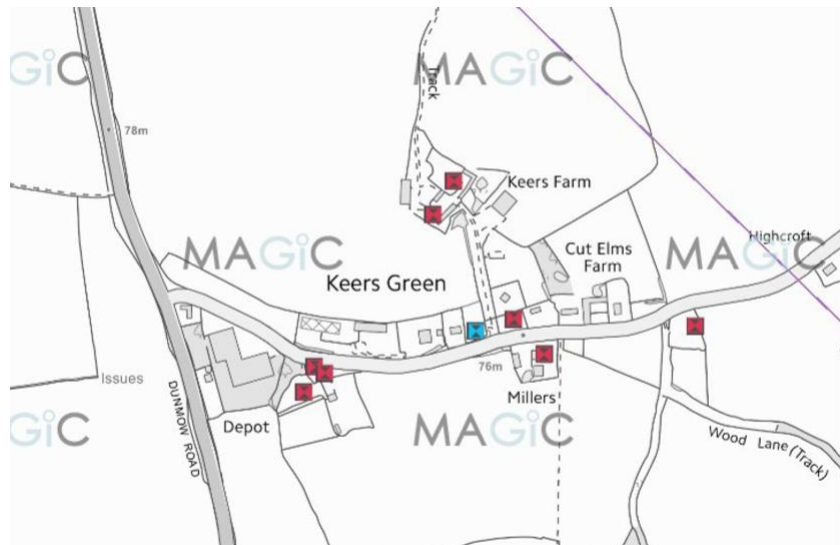 GiC
MAGiC
Track
78m
Keers Farm
Highcroft
MAGiC
Cut Elms
Farm
MAGiC
Keers Green
Issues
76m
DUNMOW ROAD
Millers
Depot
GiC
MAGiC
MAGiC
Wood Lane (Track)